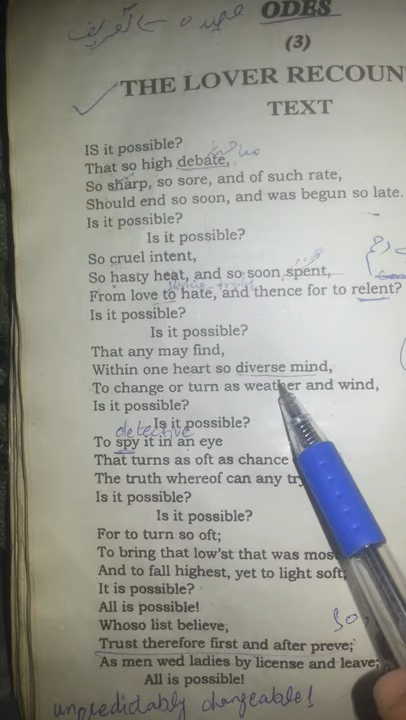 قصیدہ — تعریف
ODES
(3)
THE LOVER RECOUN
TEXT
IS it possible?
That so high debate, مباحثہ
So sharp, so sore, and of such rate,
Should end so soon, and was begun so late.
Is it possible?
Is it possible?
So cruel intent,
So hasty heat, and so soon spent,
From love to hate, and thence for to relent?
Is it possible?
Is it possible?
That any may find,
Within one heart so diverse mind,
To change or turn as weather and wind,
Is it possible?
Is it possible?
detective
To spy it in an eye
That turns as oft as chance
The truth whereof can any try
Is it possible?
Is it possible?
For to turn so oft;
To bring that low'st that was mos
And to fall highest, yet to light soft;
It is possible?
All is possible!
Whoso list believe;
So,
Trust therefore first and after preve;
As men wed ladies by license and leave;
All is possible!
unpredictably changeable!